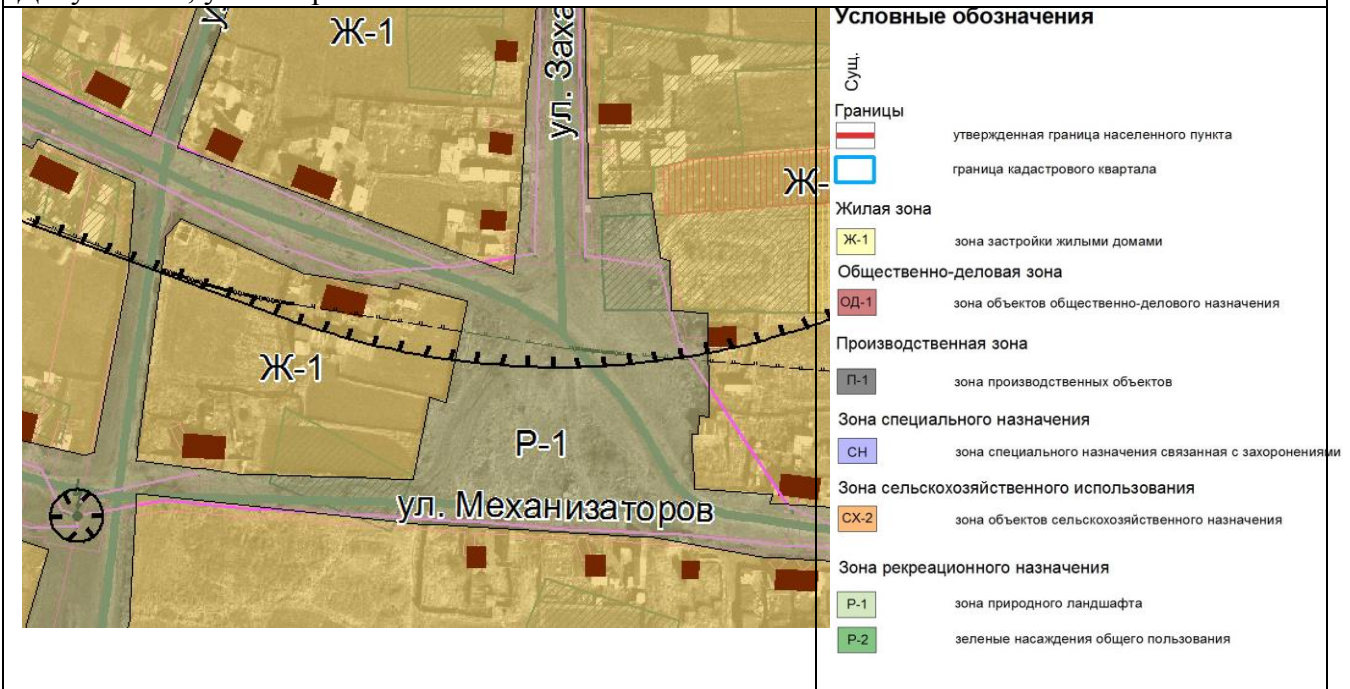 Ж-1
ул. Заха
Ж-
Ж-1
Р-1
ул. Механизаторов
Условные обозначения
Сущ.
Границы
утвержденная граница населенного пункта
граница кадастрового квартала
Жилая зона
Ж-1 зона застройки жилыми домами
Общественно-деловая зона
ОД-1 зона объектов общественно-делового назначения
Производственная зона
П-1 зона производственных объектов
Зона специального назначения
СН зона специального назначения связанная с захоронениями
Зона сельскохозяйственного использования
СХ-2 зона объектов сельскохозяйственного назначения
Зона рекреационного назначения
Р-1 зона природного ландшафта
Р-2 зеленые насаждения общего пользования